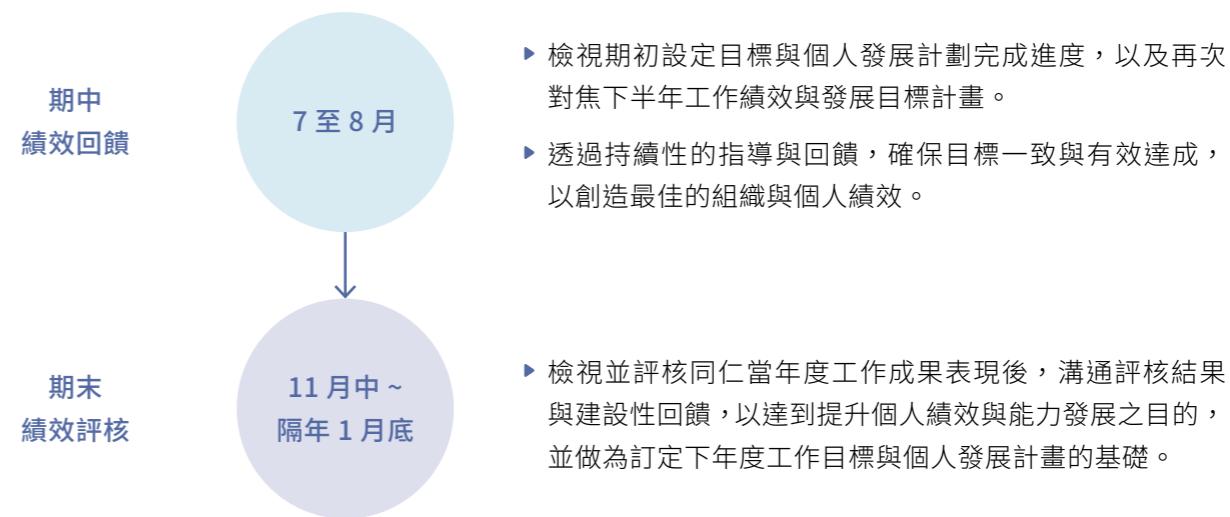 期中
績效回饋
7 至 8 月
檢視期初設定目標與個人發展計劃完成進度，以及再次
對焦下半年工作績效與發展目標計畫。
透過持續性的指導與回饋，確保目標一致與有效達成，
以創造最佳的組織與個人績效。
期末
績效評核
11 月中 ~
隔年 1 月底
檢視並評核同仁當年度工作成果表現後，溝通評核結果
與建設性回饋，以達到提升個人績效與能力發展之目的，
並做為訂定下年度工作目標與個人發展計畫的基礎。